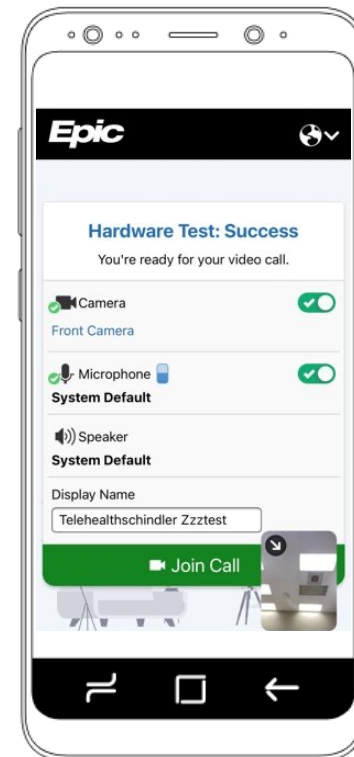 Epic
Hardware Test: Success
You're ready for your video call.
Camera
Front Camera
Microphone
System Default
Speaker
System Default
Display Name
Telehealthschindler Zzztest
Join Call